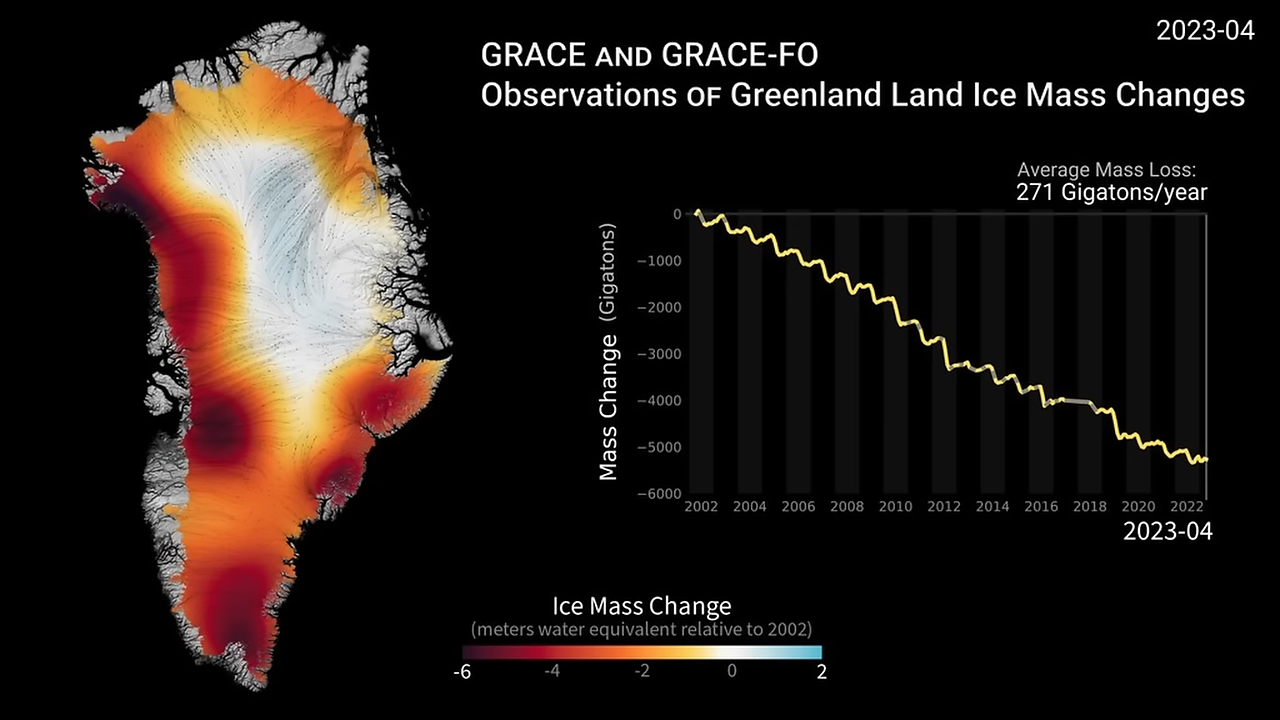 2023-04
GRACE AND GRACE-FO
Observations OF Greenland Land Ice Mass Changes
Average Mass Loss:
271 Gigatons/year
Mass Change (Gigatons)
0
−1000
−2000
−3000
−4000
−5000
−6000
2002 2004 2006 2008 2010 2012 2014 2016 2018 2020 2022
2023-04
Ice Mass Change
(meters water equivalent relative to 2002)
-6 -4 -2 0 2